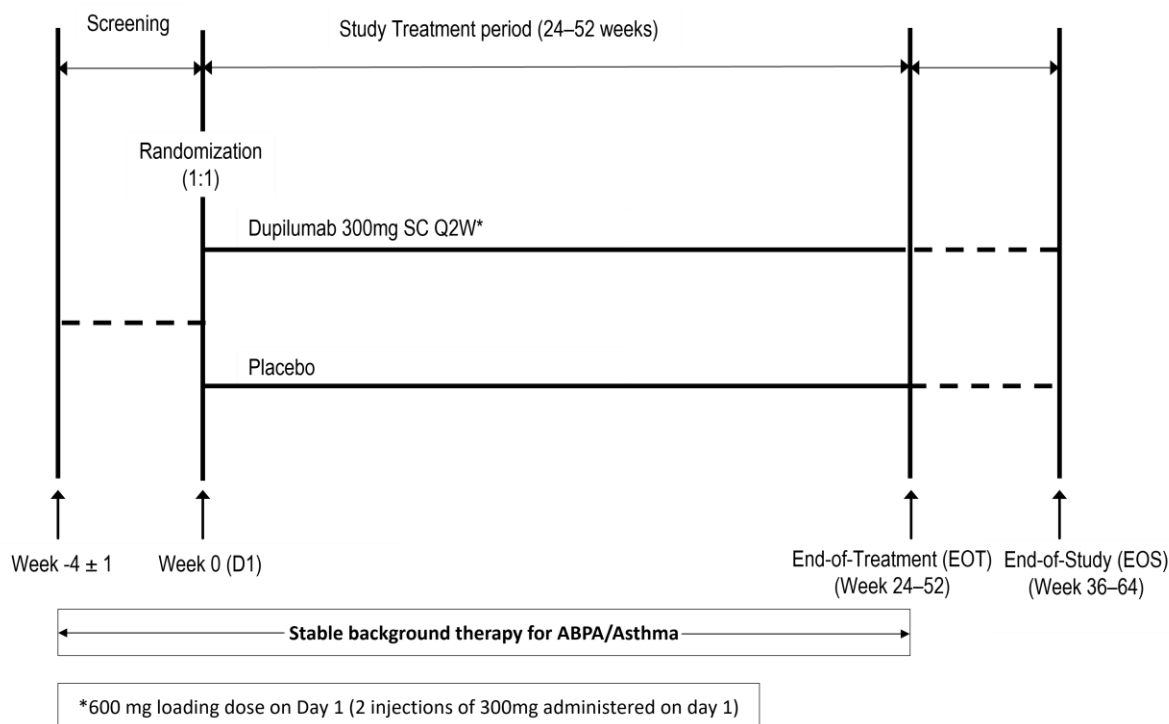 Screening
Study Treatment period (24–52 weeks)
Randomization
(1:1)
Dupilumab 300mg SC Q2W*
Placebo
Week -4 ± 1
Week 0 (D1)
End-of-Treatment (EOT)
(Week 24–52)
End-of-Study (EOS)
(Week 36–64)
Stable background therapy for ABPA/Asthma
*600 mg loading dose on Day 1 (2 injections of 300mg administered on day 1)